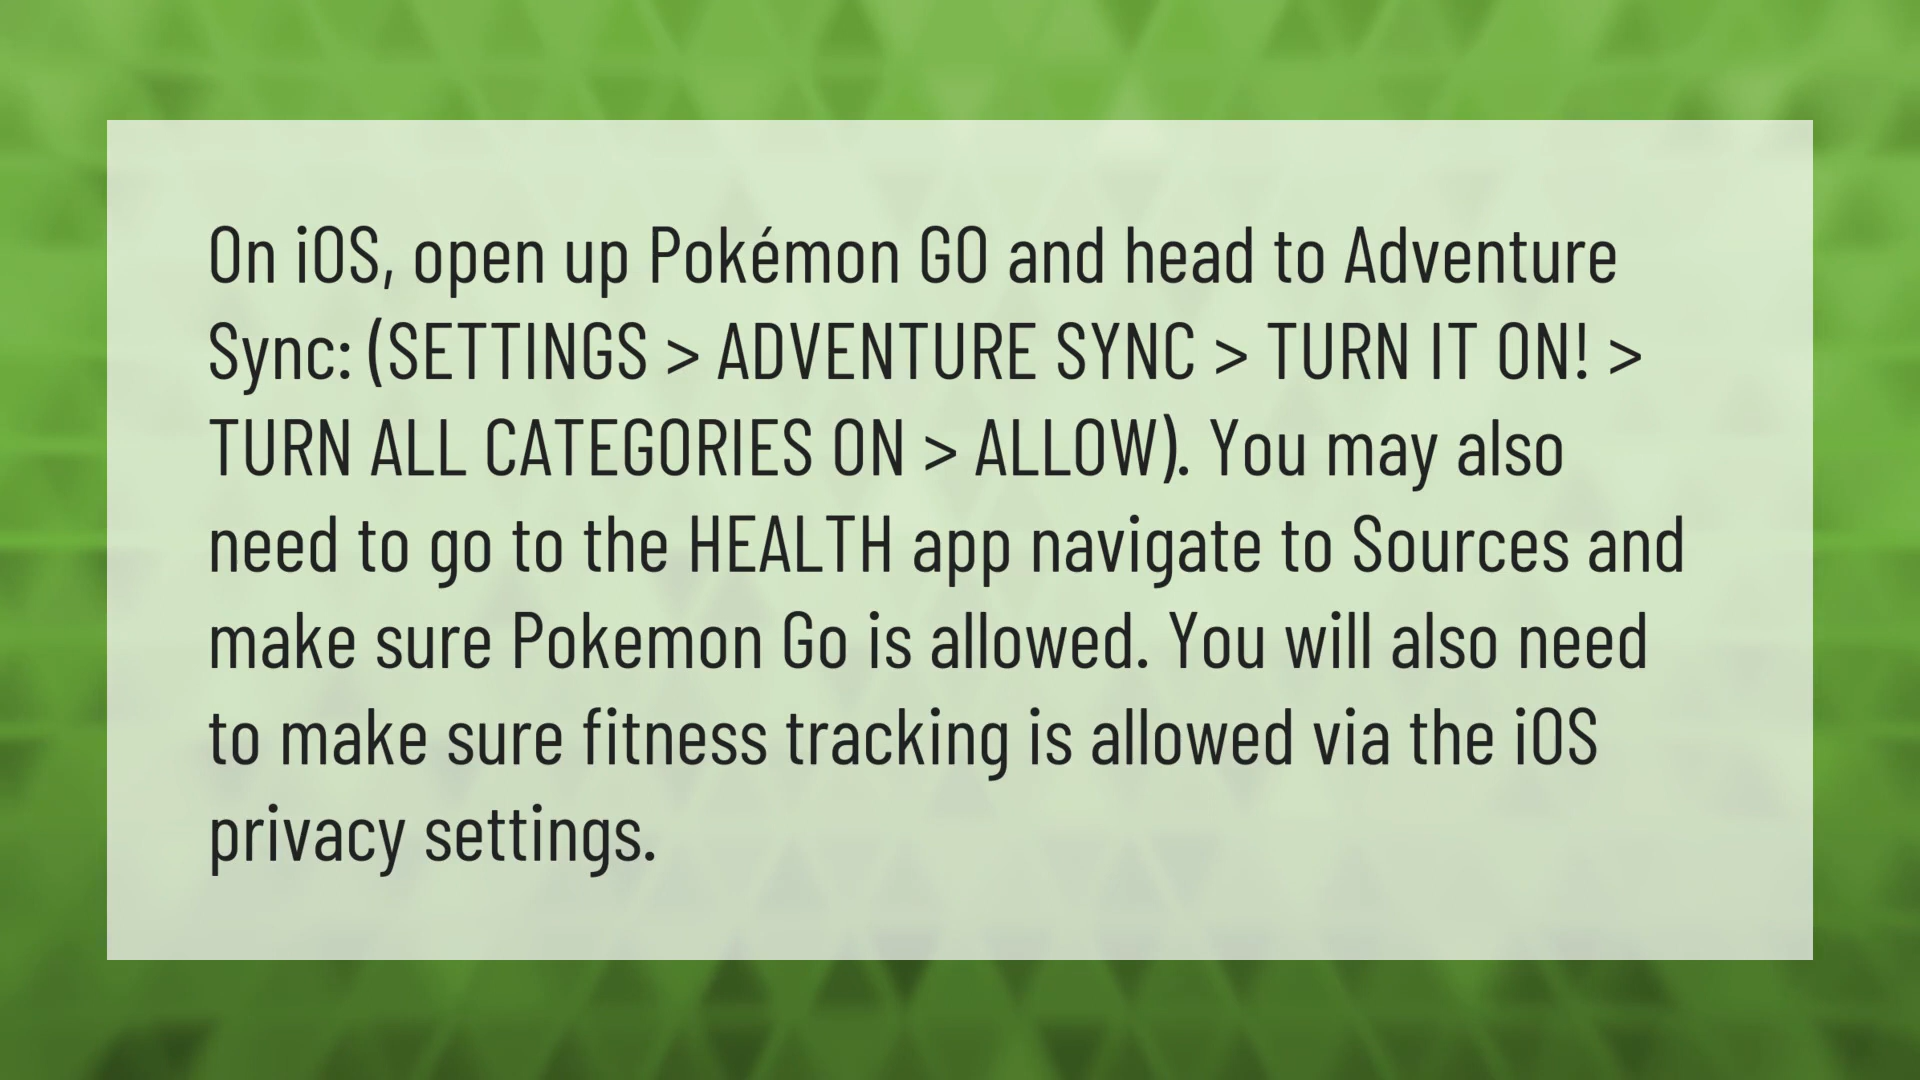 On iOS, open up Pokémon GO and head to Adventure
Sync: (SETTINGS > ADVENTURE SYNC > TURN IT ON! >
TURN ALL CATEGORIES ON > ALLOW). You may also
need to go to the HEALTH app navigate to Sources and
make sure Pokemon Go is allowed. You will also need
to make sure fitness tracking is allowed via the iOS
privacy settings.